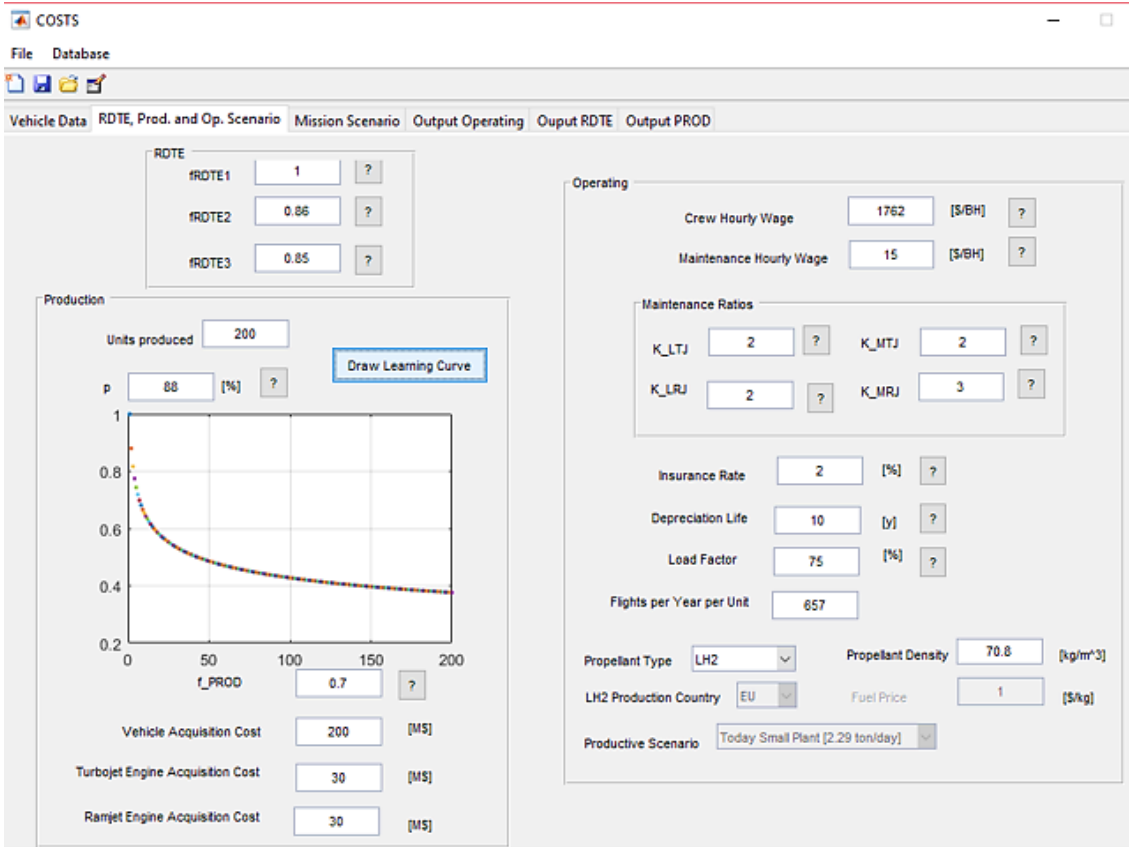 COSTS
File Database
Vehicle Data RDTE, Prod. and Op. Scenario Mission Scenario Output Operating Ouput RDTE Output PROD
RDTE
fRDTE1 1 ?
fRDTE2 0.86 ?
fRDTE3 0.85 ?
Production
Units produced 200
Draw Learning Curve
p 88 [%] ?
1
0.8
0.6
0.4
0.2
0 50 100 150 200
f_PROD 0.7 ?
Vehicle Acquisition Cost 200 [M$]
Turbojet Engine Acquisition Cost 30 [M$]
Ramjet Engine Acquisition Cost 30 [M$]
Operating
Crew Hourly Wage 1762 [$/BH] ?
Maintenance Hourly Wage 15 [$/BH] ?
Maintenance Ratios
K_LTJ 2 ? K_MTJ 2 ?
K_LRJ 2 ? K_MRJ 3 ?
Insurance Rate 2 [%] ?
Depreciation Life 10 [y] ?
Load Factor 75 [%] ?
Flights per Year per Unit 657
Propellant Type LH2 Propellant Density 70.8 [kg/m^3]
LH2 Production Country EU Fuel Price 1 [$/kg]
Productive Scenario Today Small Plant [2.29 ton/day]